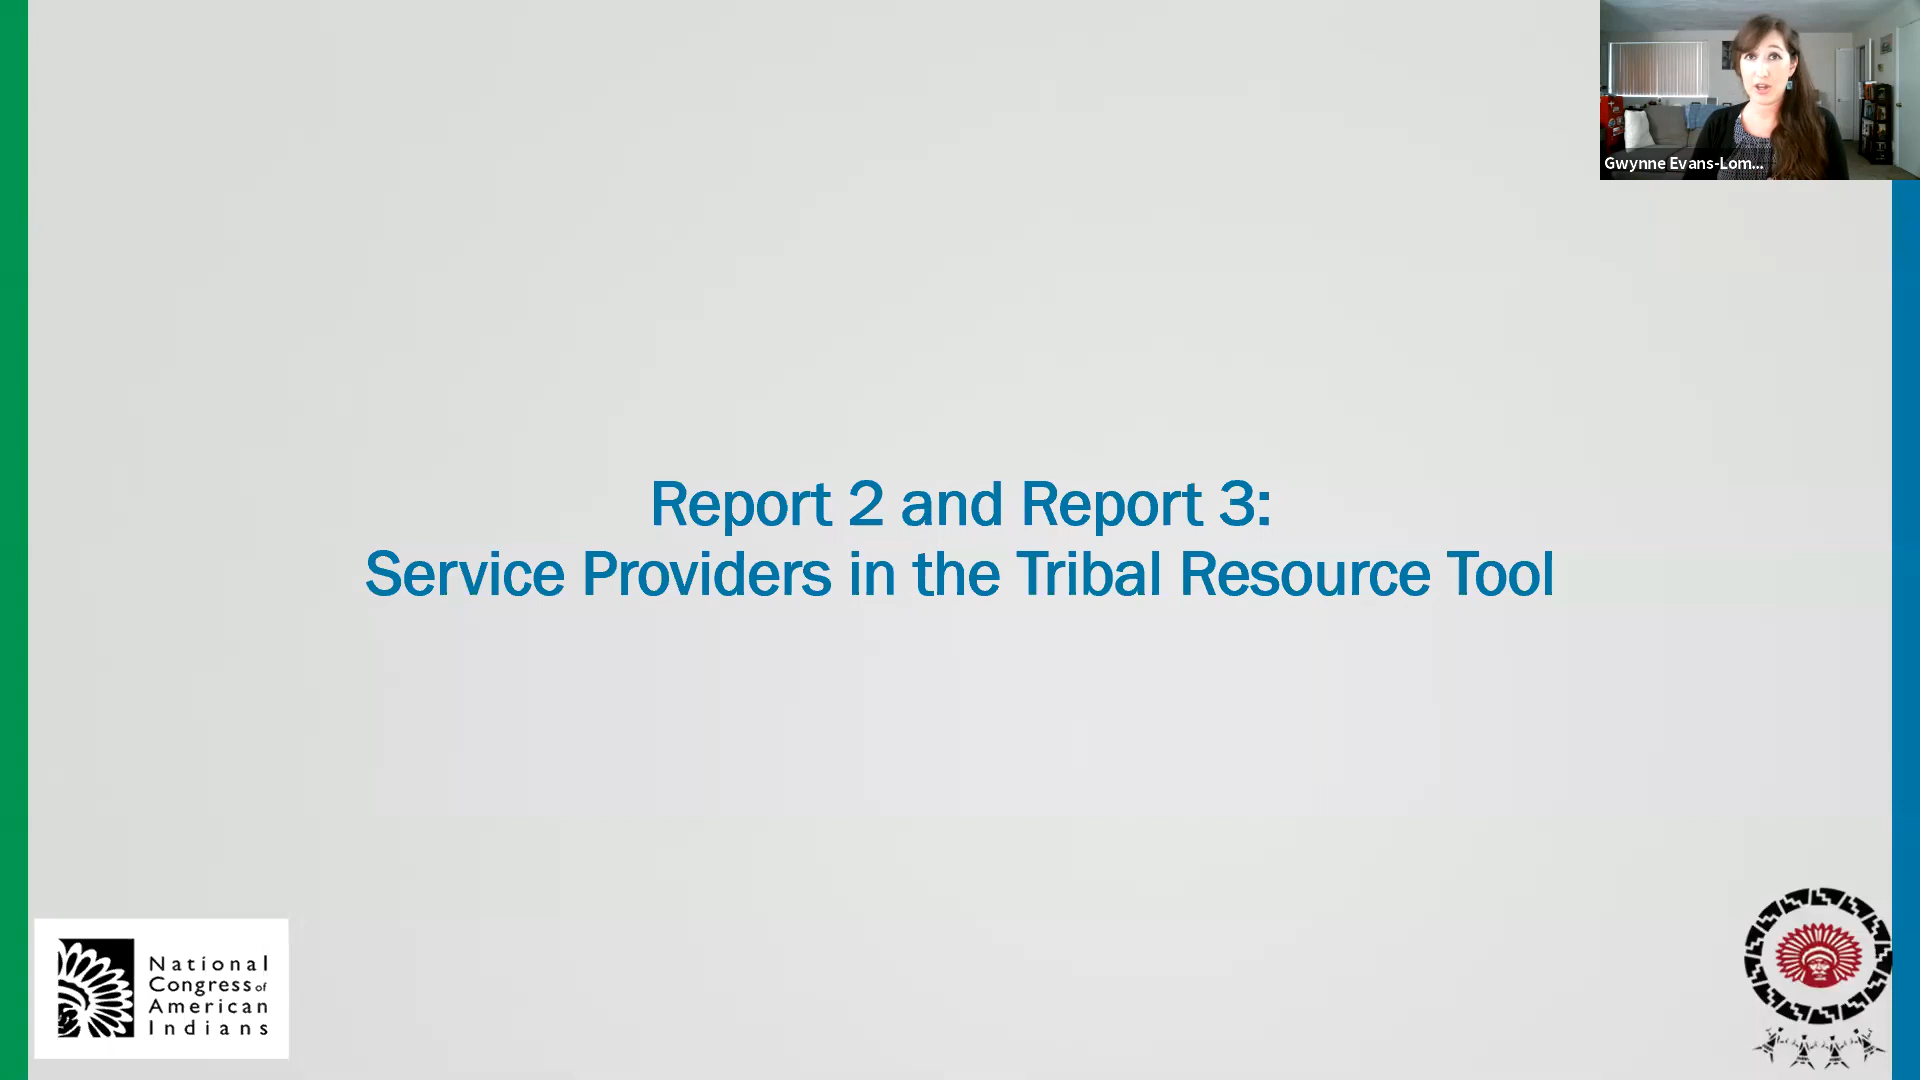 Gwynne Evans-Lom...
Report 2 and Report 3:
Service Providers in the Tribal Resource Tool
National
Congress of
American
Indians